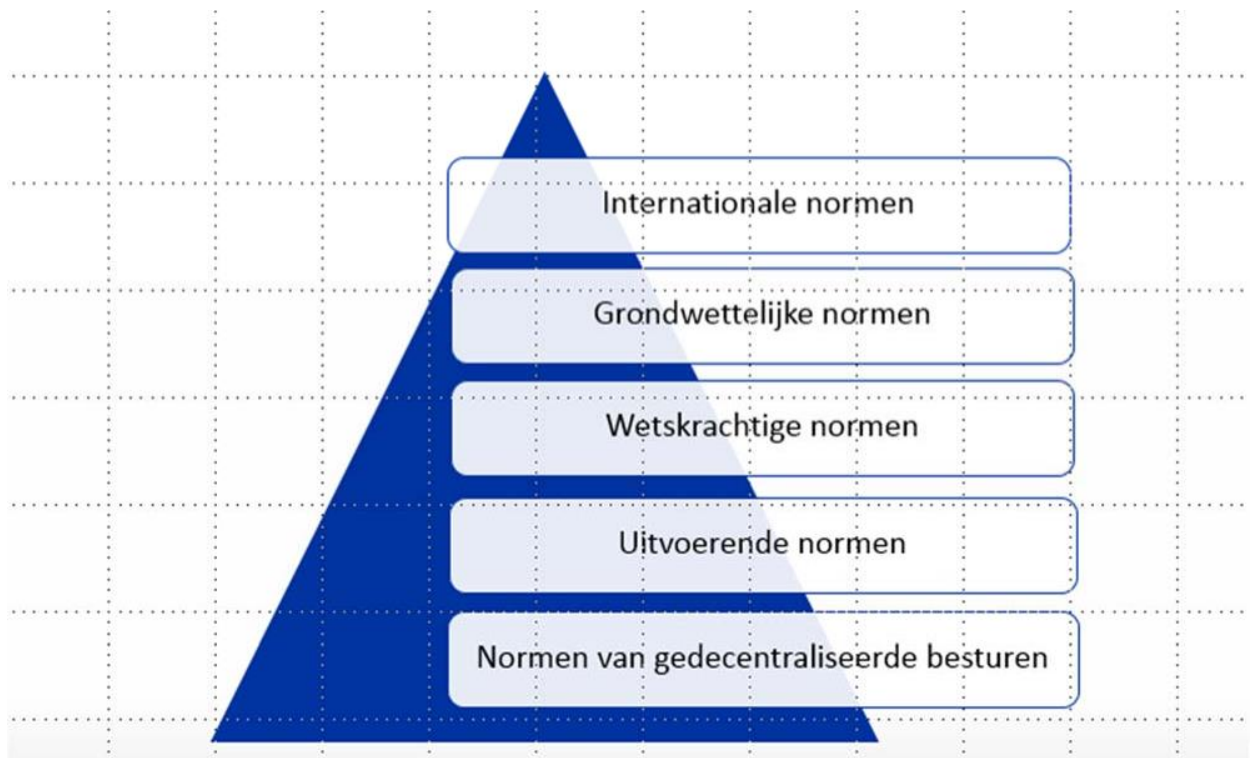 Internationale normen
Grondwettelijke normen
Wetskrachtige normen
Uitvoerende normen
Normen van gedecentraliseerde besturen